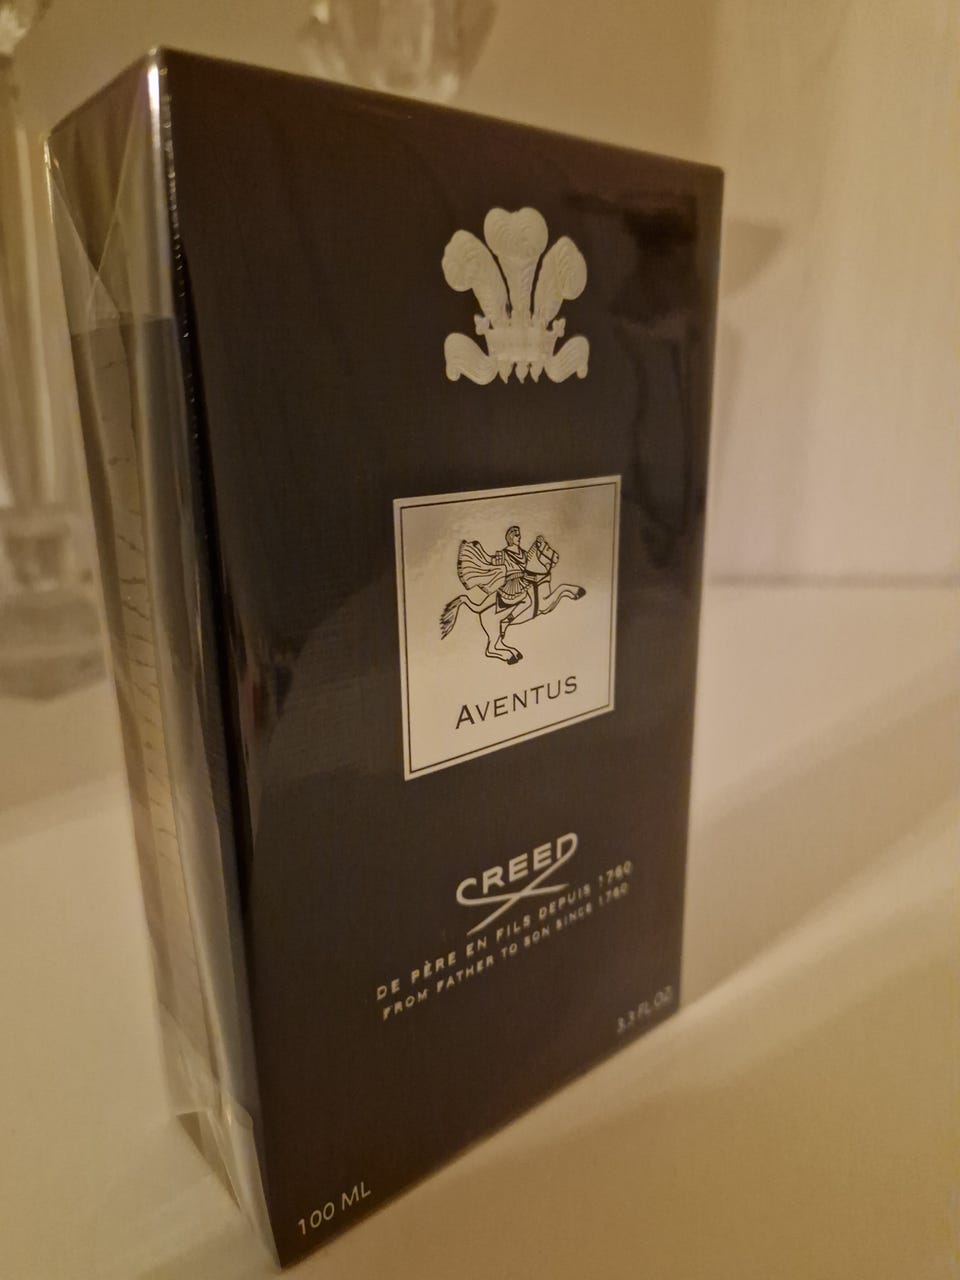 AVENTUS
CREED
DE PÈRE EN FILS DEPUIS 1760
FROM FATHER TO SON SINCE 1760
3.3 FL.OZ
100 ML